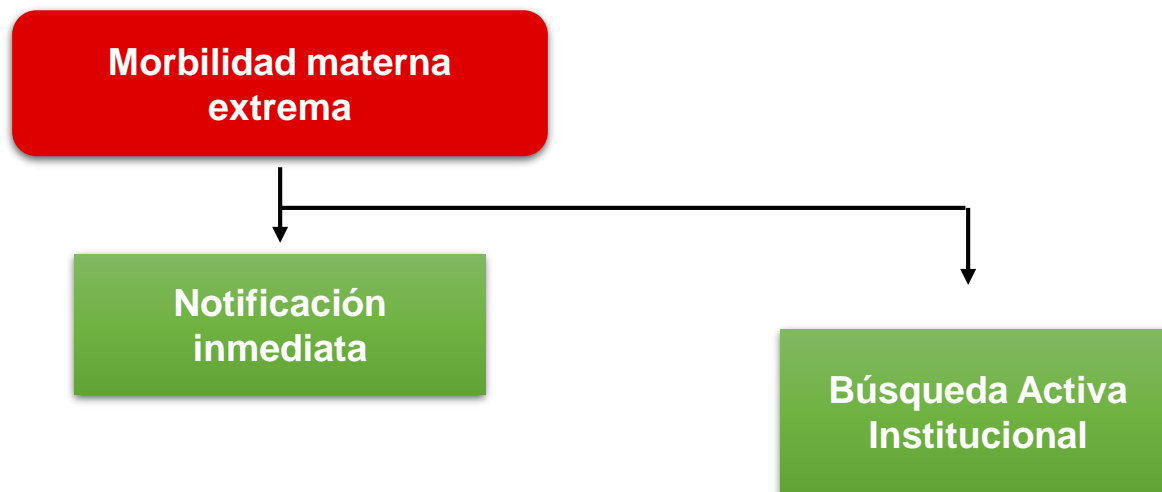 Morbilidad materna
extrema
Notificación
inmediata
Búsqueda Activa
Institucional